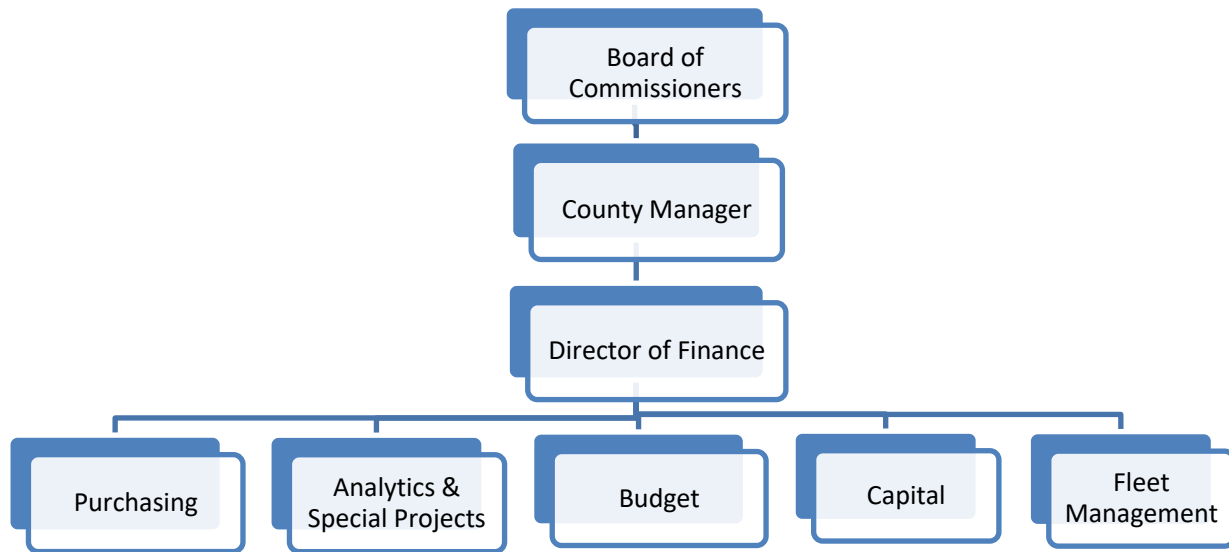 Board of
Commissioners
County Manager
Director of Finance
Purchasing
Analytics &
Special Projects
Budget
Capital
Fleet
Management